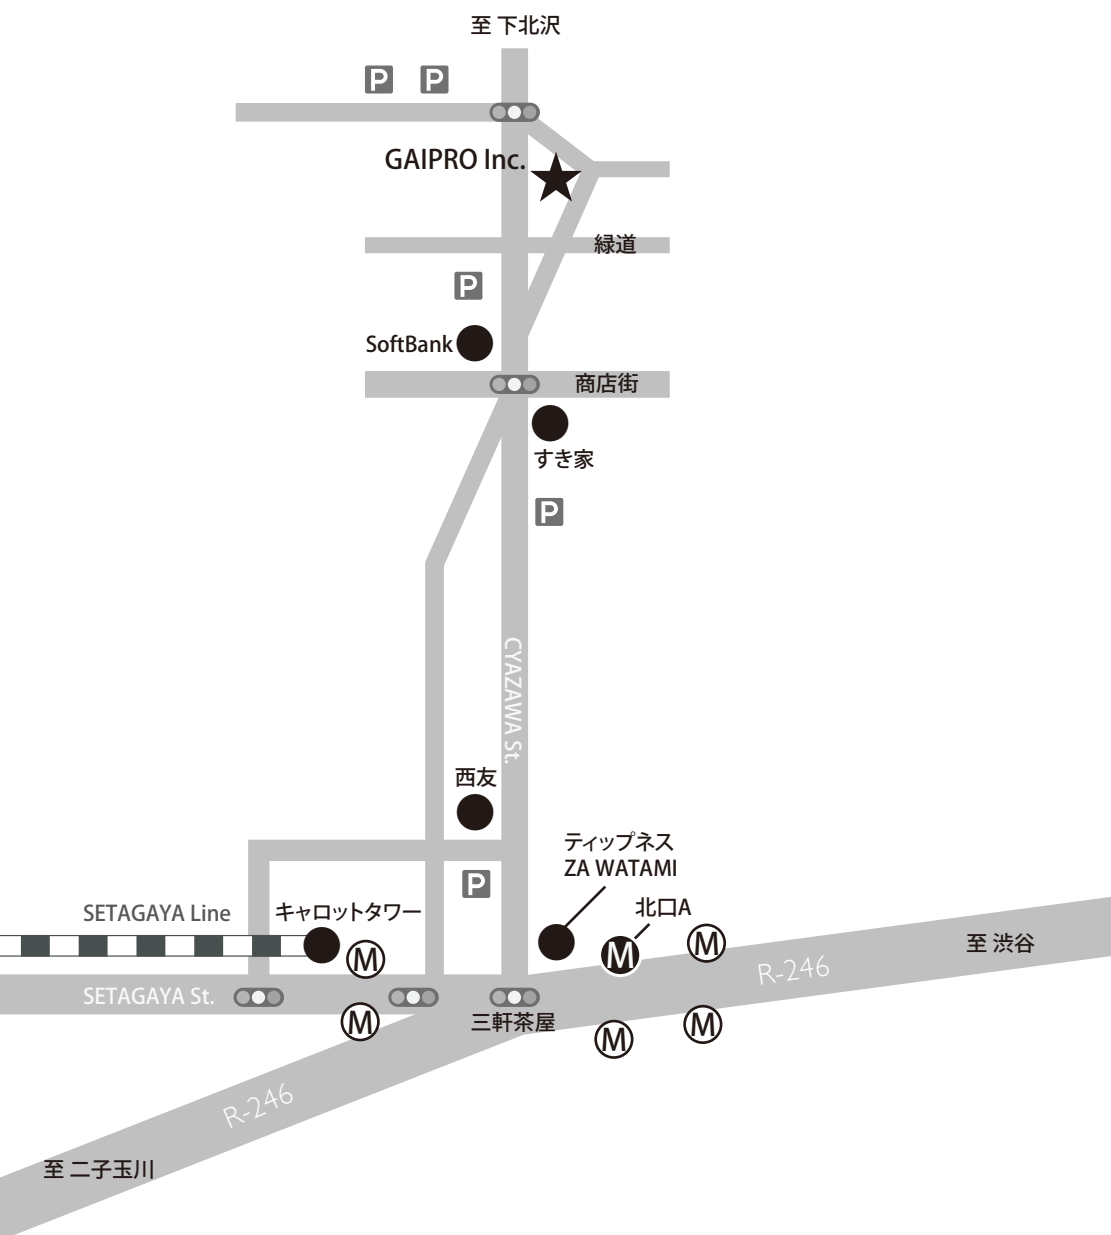 至 下北沢
P
P
GAIPRO Inc.
緑道
P
SoftBank
商店街
すき家
P
CYAZAWA St.
西友
ティップネス
ZA WATAMI
P
北口A
SETAGAYA Line
キャロットタワー
M
M
M
至 渋谷
R-246
SETAGAYA St.
M
三軒茶屋
M
M
R-246
至 二子玉川